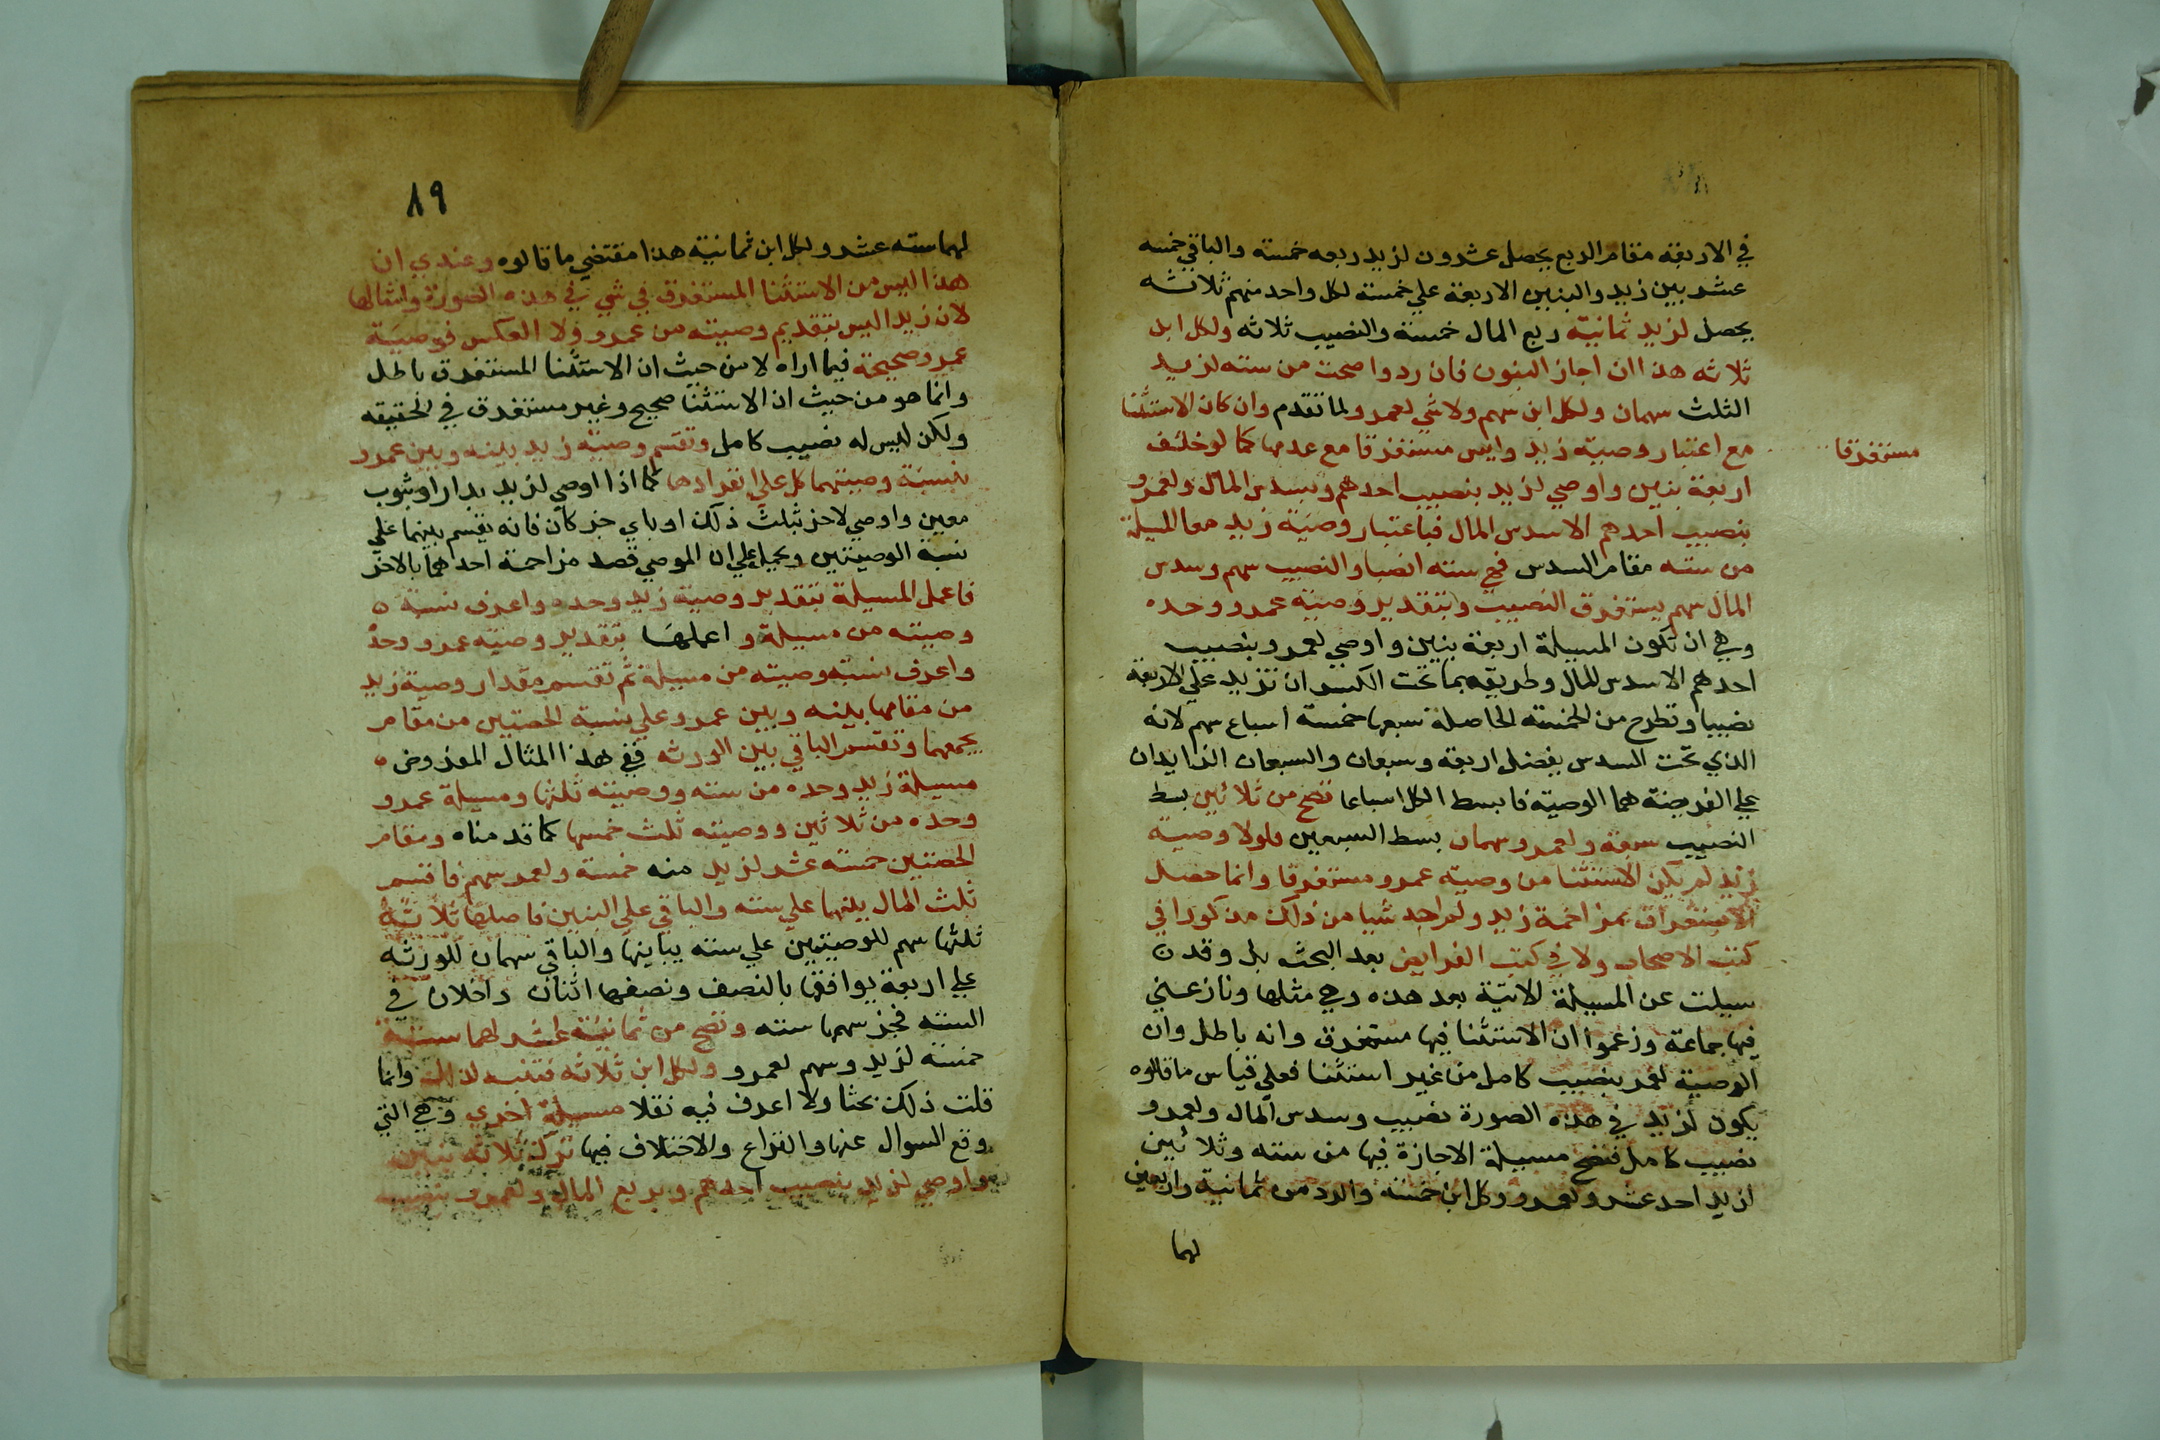 في الاربعة مقام الربع يحصل عشرون لزيد ربعه خمسة والباقي خمسه
عشر بين زيد والبنين الاربعة علي خمسة لكل واحد منهم ثلاثه
يحصل لزيد ثمانية ربع المال خمسة والنصيب ثلاثه ولكل ابن
ثلاثه هذا ان اجاز البنون فان ردوا صحت من سته لزيد
الثلث سهمان ولكل ابن سهم ولا شي لعمرو لما تقدم وان كان الاستثنا
مستغرقا
مع اعتبار وصية زيد وليس مستغرقا مع عدمها كما لو خلف
اربعة بنين واوصي لزيد بنصيب احدهم وبسدس المال ولعمرو
بنصيب احدهم الا سدس المال فباعتبار وصية زيد معا المسيلة
من سته مقام السدس فهي سته انصبا والنصيب سهم وسدس
المال سهم يستغرق النصيب وبتقدير وصية عمرو وحده
وهي ان تكون المسيلة اربعة بنين واوصي لعمرو بنصيب
احدهم الا سدس المال وطريقه بما تحت الكسر ان تزيد علي الاربعة
نصيبا وتطرح من الخمسة الحاصلة سبعها خمسة اسباع سهم لانه
الذي تحت السدس يفضل اربعة وسبعان والسبعان الزايدان
علي الفريضة هما الوصية فابسط الكل اسباعا تصح من ثلاثين بسط
النصيب سبعة ولعمرو سهمان بسط السبعين فلولا وصية
زيد لم يكن الاستثنا من وصية عمرو مستغرقا وانما حصل
الاستغراق بمزاحمة زيد ولم اجد شيا من ذلك مذكورا في
كتب الاصحاب ولا في كتب الفرايض بعد البحث بل وقد
سيلت عن المسيلة الاتية بعد هذه وهي مثلها ونازعني
فيها جماعة وزعموا ان الاستثنا فيها مستغرق وانه باطل وان
الوصية لعمرو بنصيب كامل من غير استثنا فعلي قياس ما قالوه
يكون لزيد في هذه الصورة نصيب وسدس المال ولعمرو
نصيب كامل فتصح مسيلة الاجازة فيها من سته وثلاثين
لزيد احد عشر ولعمرو وكل ابن خمسة والرد من ثمانية واربعين
لهما
٨٩
لهما سته عشر ولكل ابن ثمانية هذا مقتضي ما قالوه وعندي ان
هذا ليس من الاستثنا المستغرق في شي في هذه الصورة وامثالها
لان زيدا ليس بتقديم وصيته من عمرو ولا العكس فوصية
عمرو صحيحة فيما اراه لا من حيث ان الاستثنا المستغرق باطل
وانما هو من حيث ان الاستثنا صحيح وغير مستغرق في الحقيقه
ولكن ليس له نصيب كامل وتقسم وصية زيد بينه وبين عمرو
بنسبة وصيتهما كل علي انفرادها كما اذا اوصي لزيد بدار او ثوب
معين واوصي لاخر بثلث ذلك او باي جز كان فانه يقسم بينهما علي
نسبة الوصيتين ويحمل علي ان الموصي قصد مزاحمة احدهما بالاخر
فاعمل المسيلة بتقدير وصية زيد وحده واعرف نسبة ه
وصيته من مسيلة و اعملها بتقدير وصية عمرو وحده
واعرف نسبة وصيته من مسيلة ثم تقسم مقدار وصية زيد
من مقامها بينه وبين عمرو علي نسبة الحصتين من مقام
يجمعهما وتقسم الباقي بين الورثه ففي هذا المثال المفروض ه
مسيلة زيد وحده من سته ووصيته ثلثها ومسيلة عمرو
وحده من ثلاثين ووصيته ثلث خمسها كما قدمناه ومقام
الحصتين خمسة عشر لزيد منه خمسة ولعمرو سهم فاقسم
ثلث المال بينهما علي سته والباقي علي البنين فاصلها ثلاثة
ثلثها سهم للوصيتين علي سته يباينها والباقي سهمان للورثه
علي اربعة يوافقها بالنصف ونصفها اثنان داخلان في
السته فجز سهمها سته وتصح من ثمانية عشر لهما ستة
خمسة لزيد وسهم لعمرو ولكل ابن ثلاثه فتنبه لذلك وانما
قلت ذلك بحثا ولا اعرف فيه نقلا مسيلة اخري وهي التي
وقع السوال عنها والنزاع والاختلاف فيها ترك ثلاثة بنين
واوصي لزيد بنصيب احدهم وبربع المال ولعمرو بنصيب